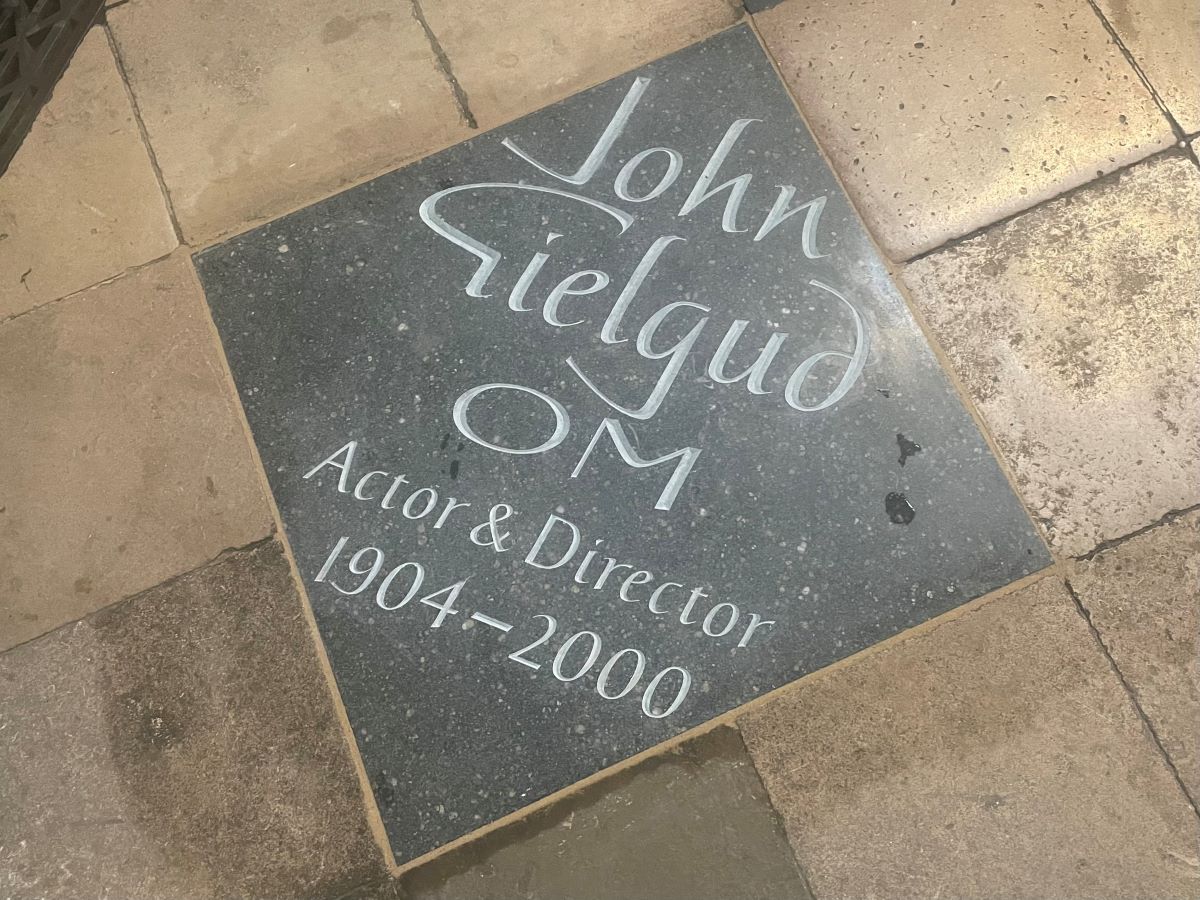 John
Gielgud
OM
Actor & Director
1904–2000